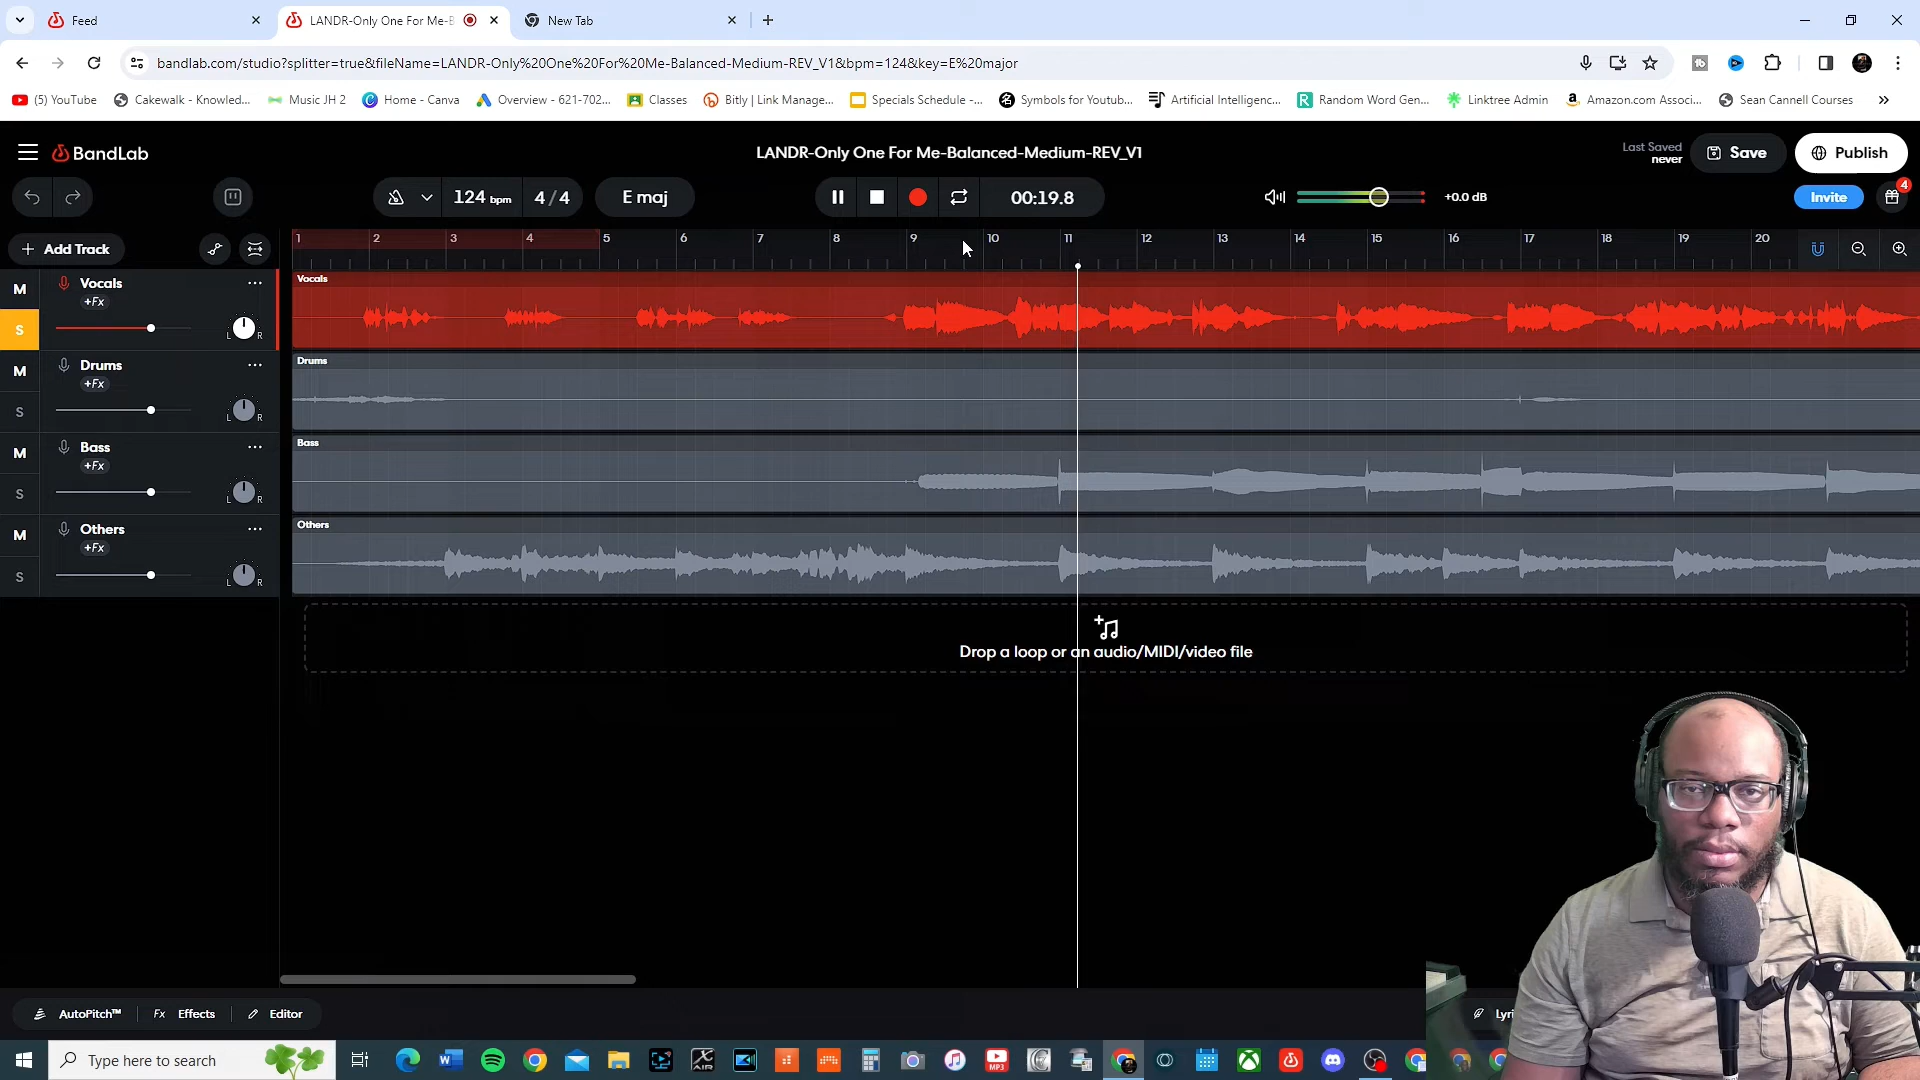 Feed
LANDR-Only One For Me-B
New Tab
bandlab.com/studio?splitter=true&fileName=LANDR-Only%20One%20For%20Me-Balanced-Medium-REV_V1&bpm=124&key=E%20major
(5) YouTube
Cakewalk - Knowled...
Music JH 2
Home - Canva
Overview - 621-702...
Classes
Bitly | Link Manage...
Specials Schedule -...
Symbols for Youtub...
Artificial Intelligenc...
Random Word Gen...
Linktree Admin
Amazon.com Associ...
Sean Cannell Courses
BandLab
LANDR-Only One For Me-Balanced-Medium-REV_V1
Last Saved
never
Save
Publish
124 bpm
4/4
E maj
00:19.8
+0.0 dB
Invite
4
Add Track
1 2 3 4 5 6 7 8 9 10 11 12 13 14 15 16 17 18 19 20
M
Vocals
+Fx
S
L R
Vocals
M
Drums
+Fx
S
L R
Drums
M
Bass
+Fx
S
L R
Bass
M
Others
+Fx
S
L R
Others
Drop a loop or an audio/MIDI/video file
AutoPitch™
Fx Effects
Editor
Lyri
Type here to search
AIR
MP3